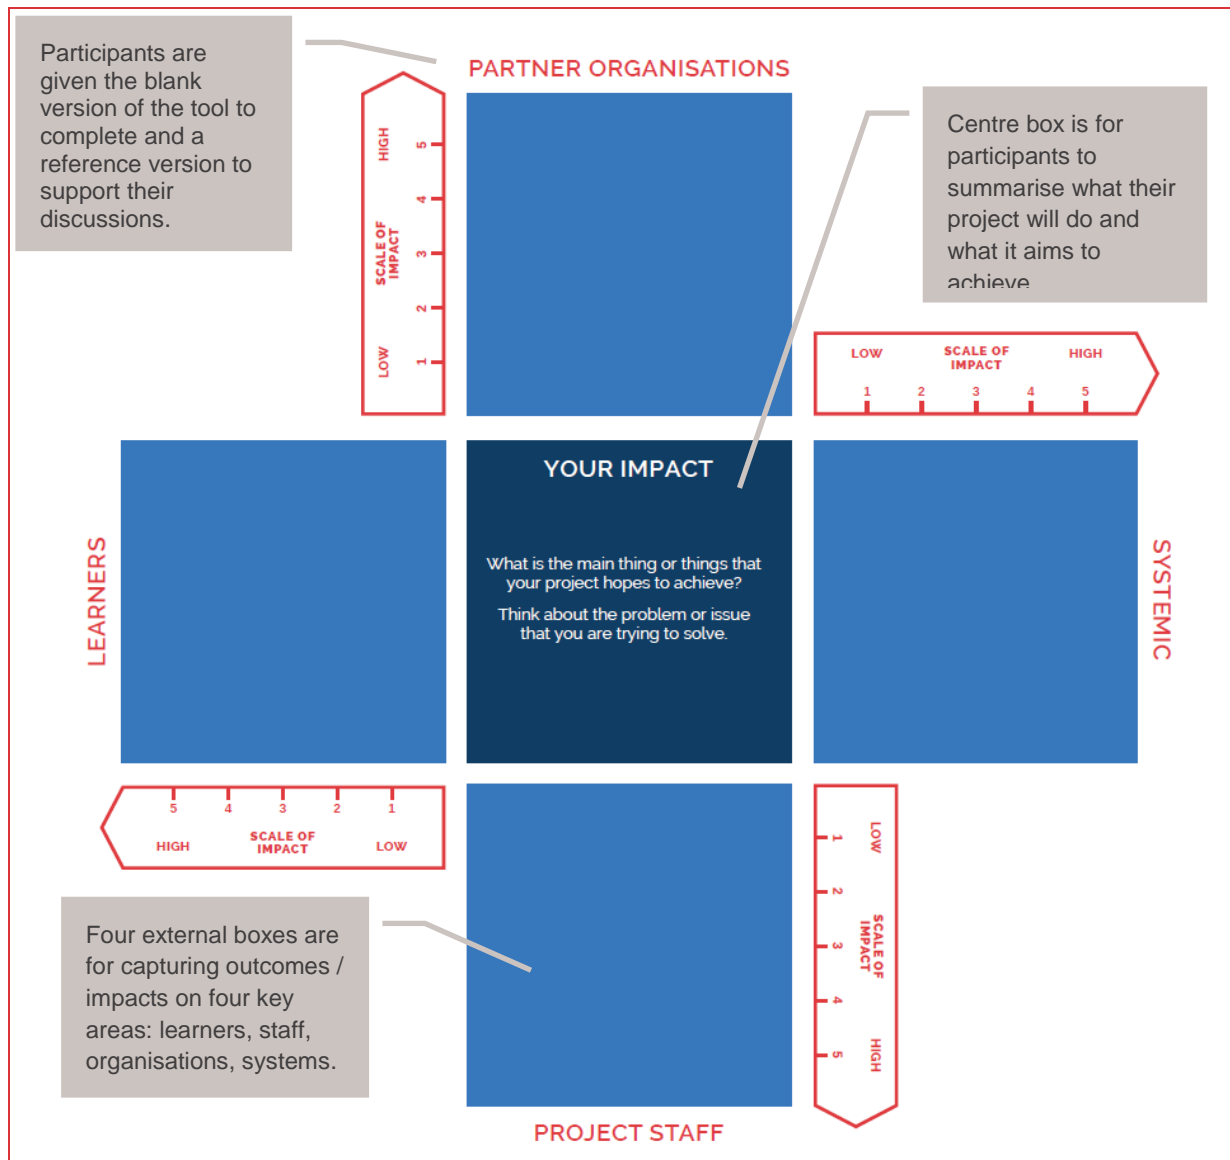 Participants are
given the blank
version of the tool to
complete and a
reference version to
support their
discussions.
PARTNER ORGANISATIONS
HIGH
SCALE OF
IMPACT
LOW
5
4
3
2
1
Centre box is for
participants to
summarise what their
project will do and
what it aims to
achieve
LOW
SCALE OF
IMPACT
HIGH
1 2 3 4 5
LEARNERS
YOUR IMPACT
What is the main thing or things that
your project hopes to achieve?
Think about the problem or issue
that you are trying to solve.
SYSTEMIC
5 4 3 2 1
HIGH
SCALE OF
IMPACT
LOW
1
2
3
4
5
LOW
SCALE OF
IMPACT
HIGH
Four external boxes are
for capturing outcomes /
impacts on four key
areas: learners, staff,
organisations, systems.
PROJECT STAFF